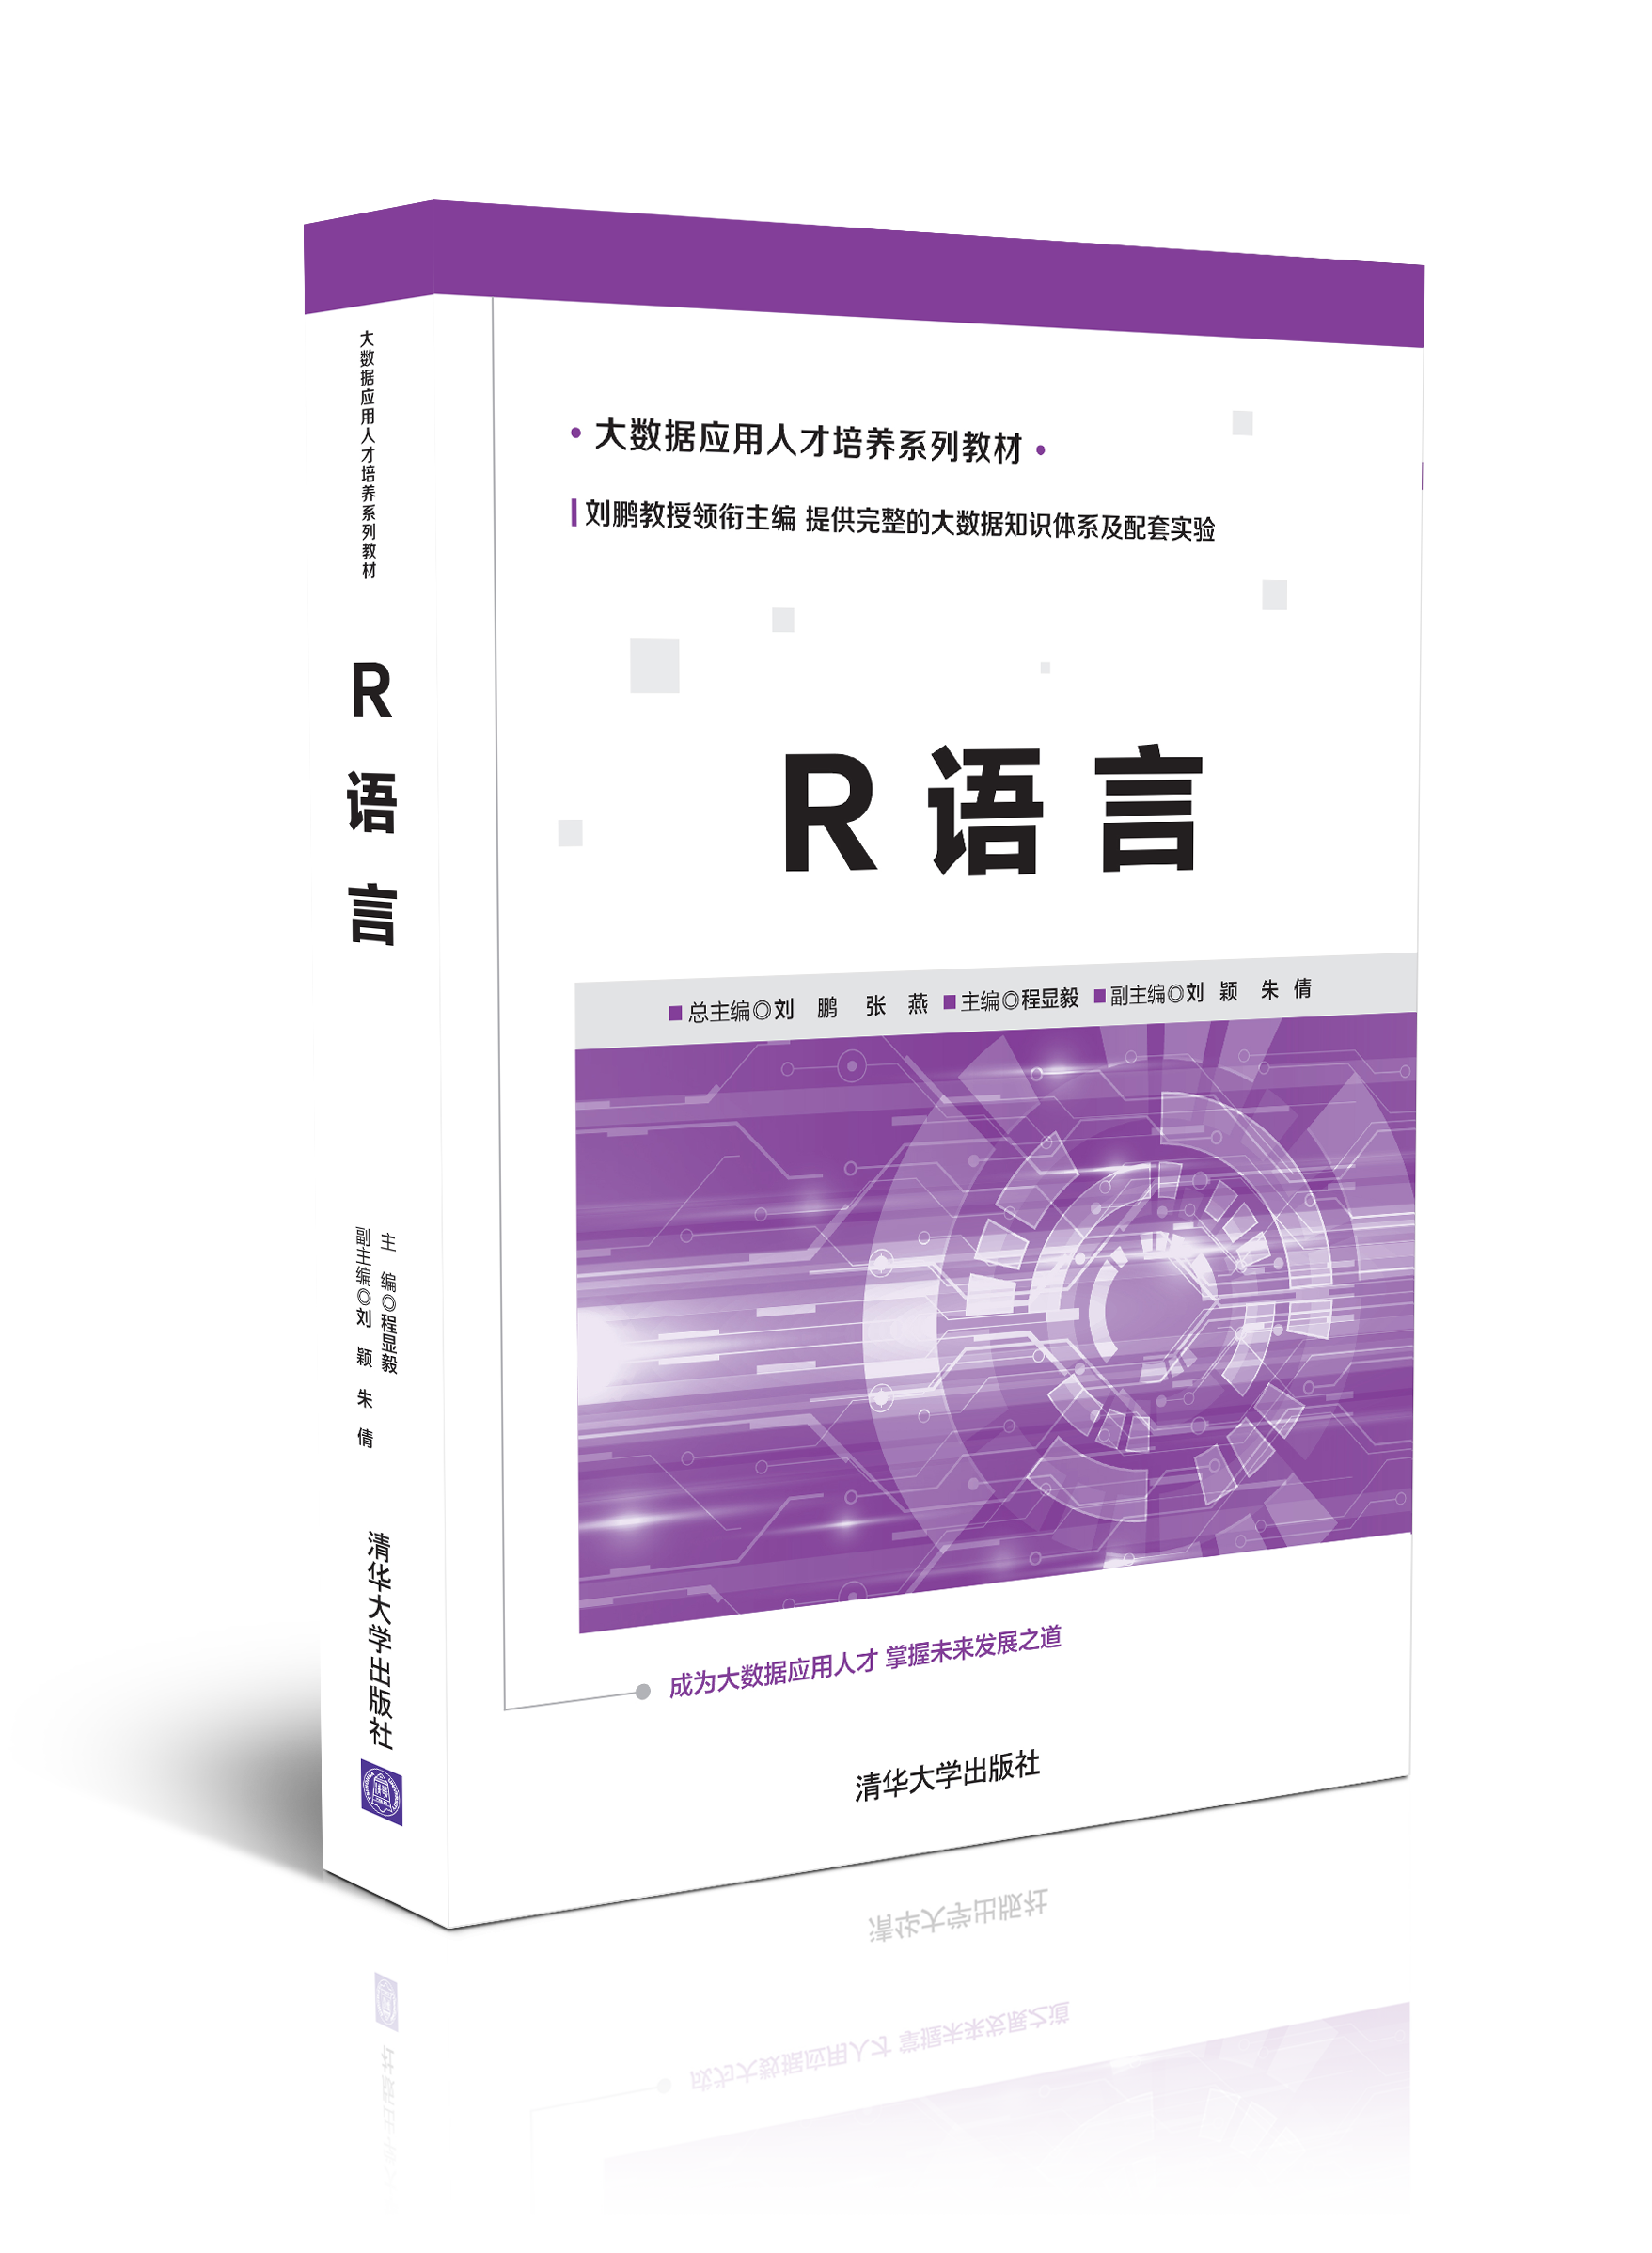 大数据应用人才培养系列教材
R 语 言
主 编◎程显毅
副主编◎刘 颖 朱 倩
清华大学出版社
•大数据应用人才培养系列教材•
刘鹏教授领衔主编 提供完整的大数据知识体系及配套实验
R 语 言
■总主编◎刘 鹏 张 燕 ■主编◎程显毅 ■副主编◎刘 颖 朱 倩
成为大数据应用人才 掌握未来发展之道
清华大学出版社